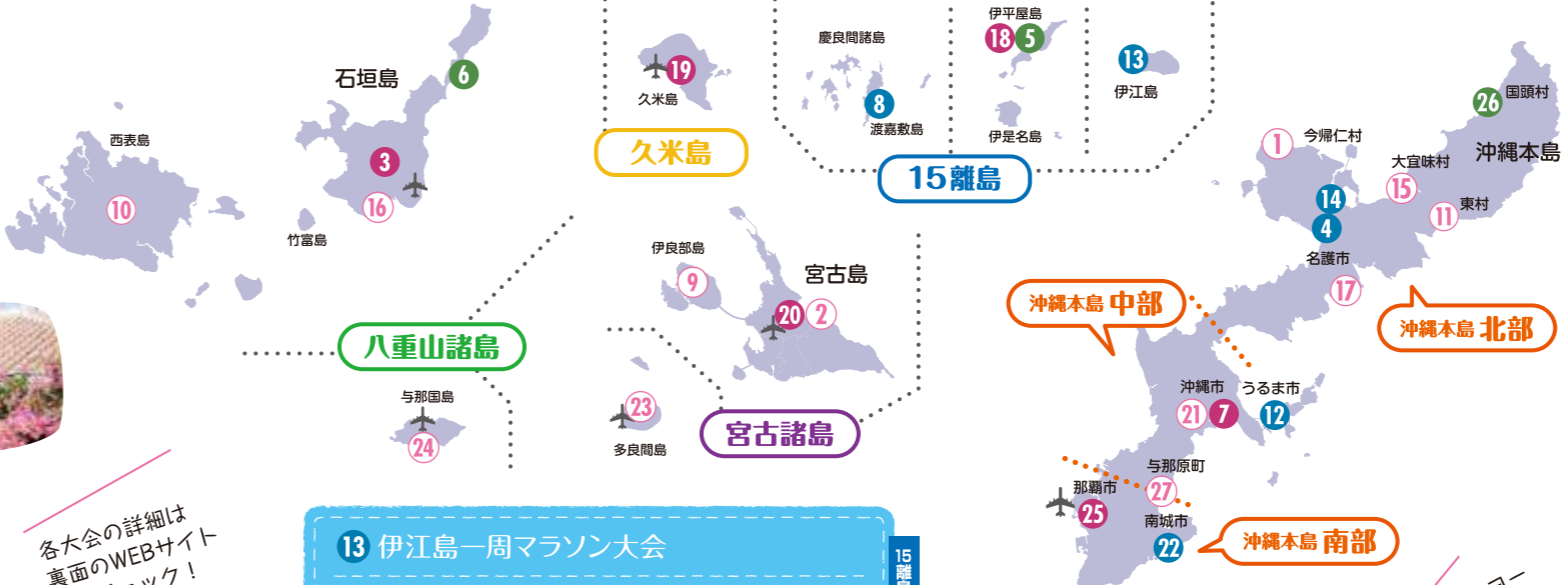 石垣島
6
西表島
3
10
16
竹富島
久米島
19
久米島
慶良間諸島
8
渡嘉敷島
伊平屋島
18 5
伊是名島
13
伊江島
15離島
26
国頭村
沖縄本島
1
今帰仁村
大宜味村
15
14
11
東村
4
名護市
17
沖縄本島 北部
伊良部島
9
宮古島
20 2
八重山諸島
与那国島
24
23
多良間島
宮古諸島
沖縄本島 中部
沖縄市
うるま市
21 7
12
与那原町
27
那覇市
25
南城市
22
沖縄本島 南部
各大会の詳細は
裏面のWEBサイト
ック!
13 伊江島一周マラソン大会
15離島